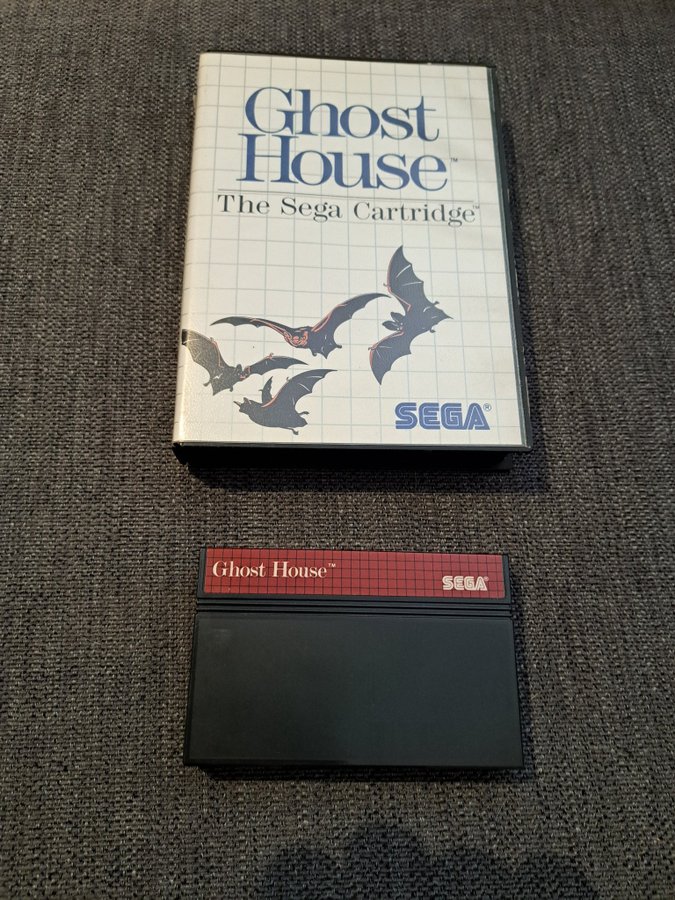 Ghost
House™
The Sega Cartridge™
SEGA®
Ghost House™
SEGA®